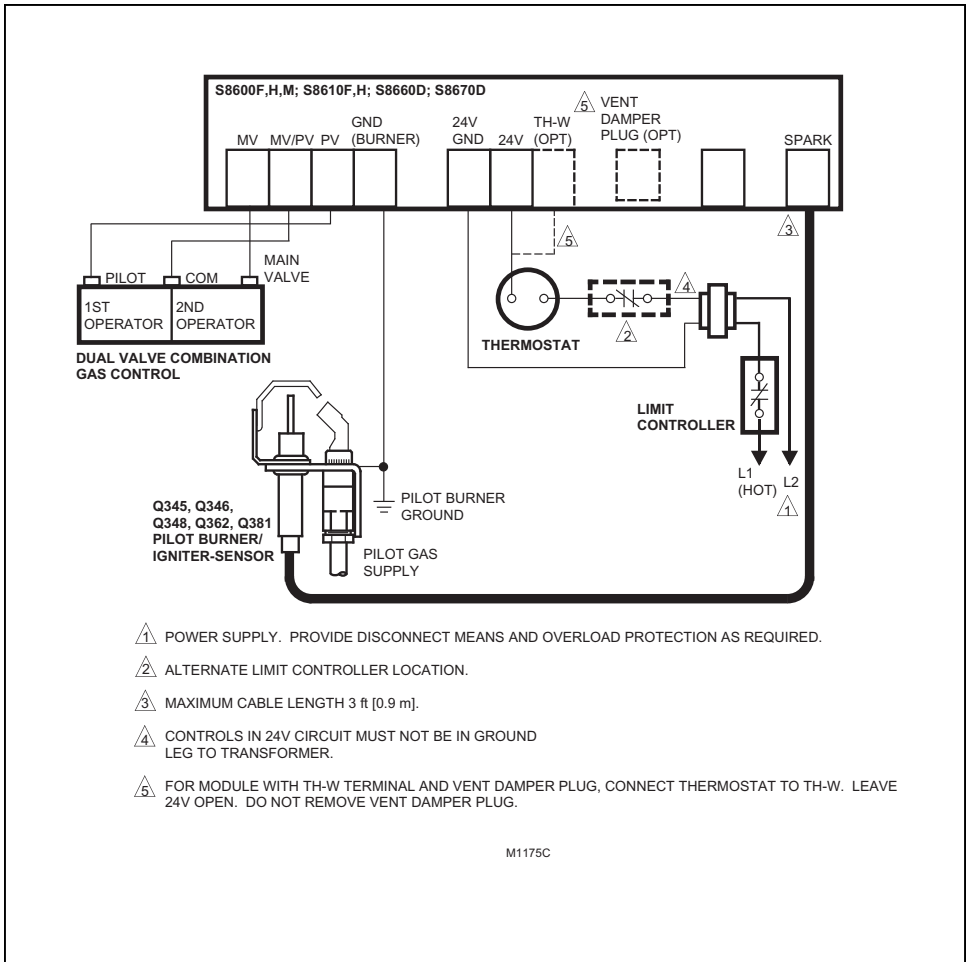 S8600F,H,M; S8610F,H; S8660D; S8670D
MV
MV/PV
PV
GND
(BURNER)
24V
GND
24V
TH-W
(OPT)
5
VENT
DAMPER
PLUG (OPT)
SPARK
3
5
PILOT
COM
MAIN
VALVE
1ST
OPERATOR
2ND
OPERATOR
DUAL VALVE COMBINATION
GAS CONTROL
THERMOSTAT
2
4
LIMIT
CONTROLLER
L1
(HOT)
L2
1
Q345, Q346,
Q348, Q362, Q381
PILOT BURNER/
IGNITER-SENSOR
PILOT BURNER
GROUND
PILOT GAS
SUPPLY
1 POWER SUPPLY. PROVIDE DISCONNECT MEANS AND OVERLOAD PROTECTION AS REQUIRED.
2 ALTERNATE LIMIT CONTROLLER LOCATION.
3 MAXIMUM CABLE LENGTH 3 ft [0.9 m].
4 CONTROLS IN 24V CIRCUIT MUST NOT BE IN GROUND
LEG TO TRANSFORMER.
5 FOR MODULE WITH TH-W TERMINAL AND VENT DAMPER PLUG, CONNECT THERMOSTAT TO TH-W. LEAVE
24V OPEN. DO NOT REMOVE VENT DAMPER PLUG.
M1175C